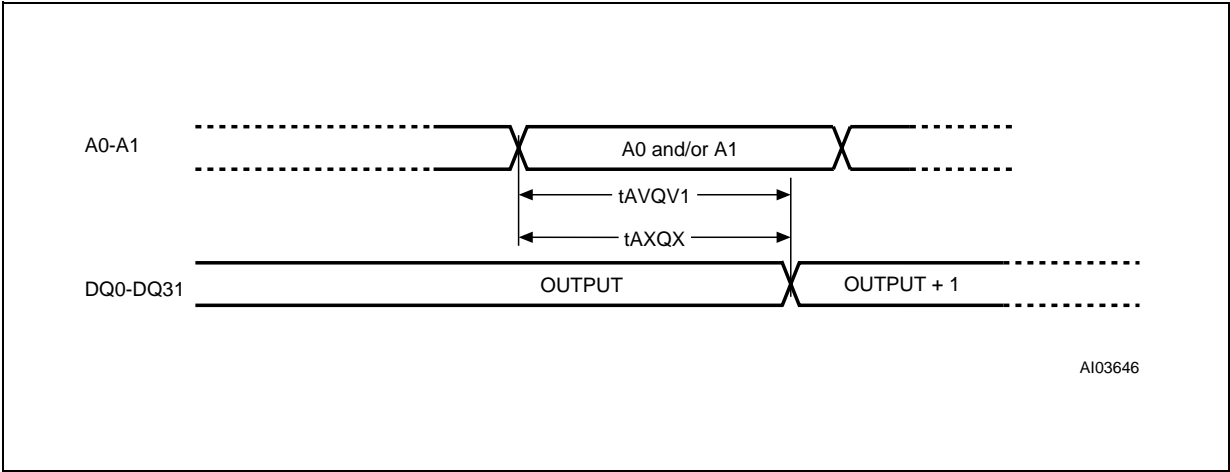 A0-A1
A0 and/or A1
tAVQV1
tAXQX
DQ0-DQ31
OUTPUT
OUTPUT + 1
AI03646